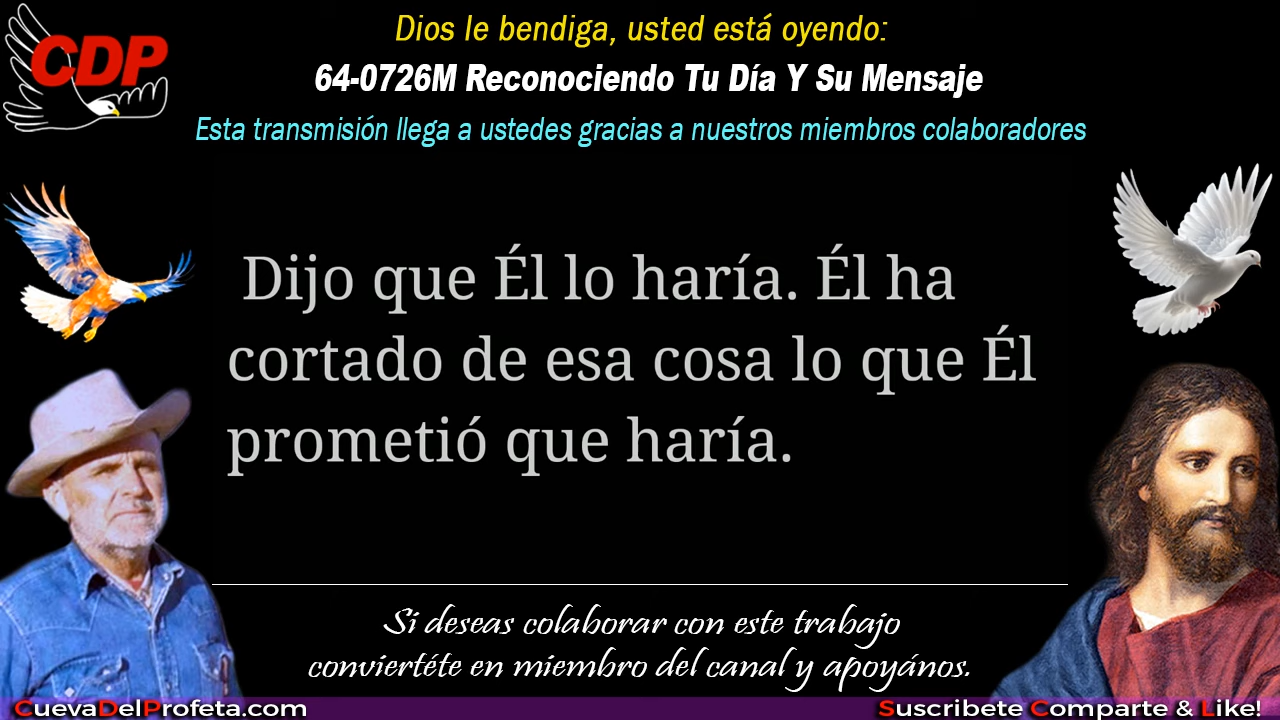 CDP
Dios le bendiga, usted está oyendo:
64-0726M Reconociendo Tu Día Y Su Mensaje
Esta transmisión llega a ustedes gracias a nuestros miembros colaboradores
Dijo que Él lo haría. Él ha
cortado de esa cosa lo que Él
prometió que haría.
Si deseas colaborar con este trabajo
conviertéte en miembro del canal y apoyános.
CuevaDelProfeta.com
Suscribete Comparte & Like!